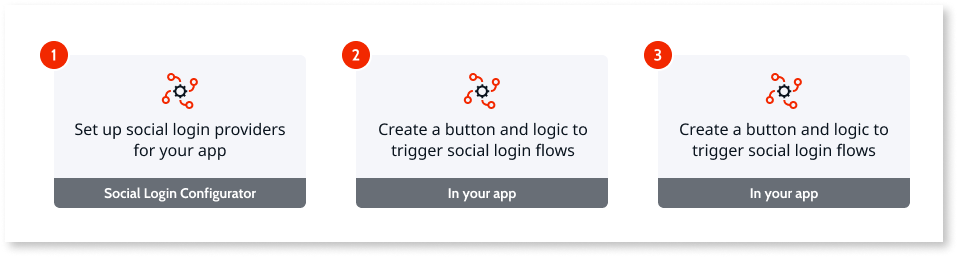 1
Set up social login providers
for your app
Social Login Configurator
2
Create a button and logic to
trigger social login flows
In your app
3
Create a button and logic to
trigger social login flows
In your app